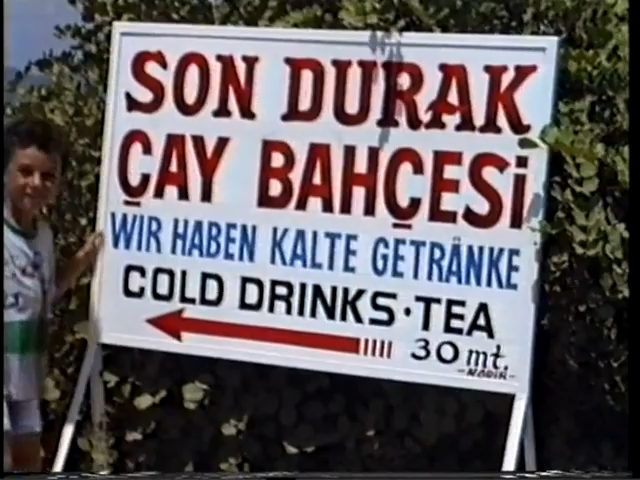 SON DURAK
ÇAY BAHÇESİ
WIR HABEN KALTE GETRÄNKE
COLD DRINKS·TEA
30 mt.